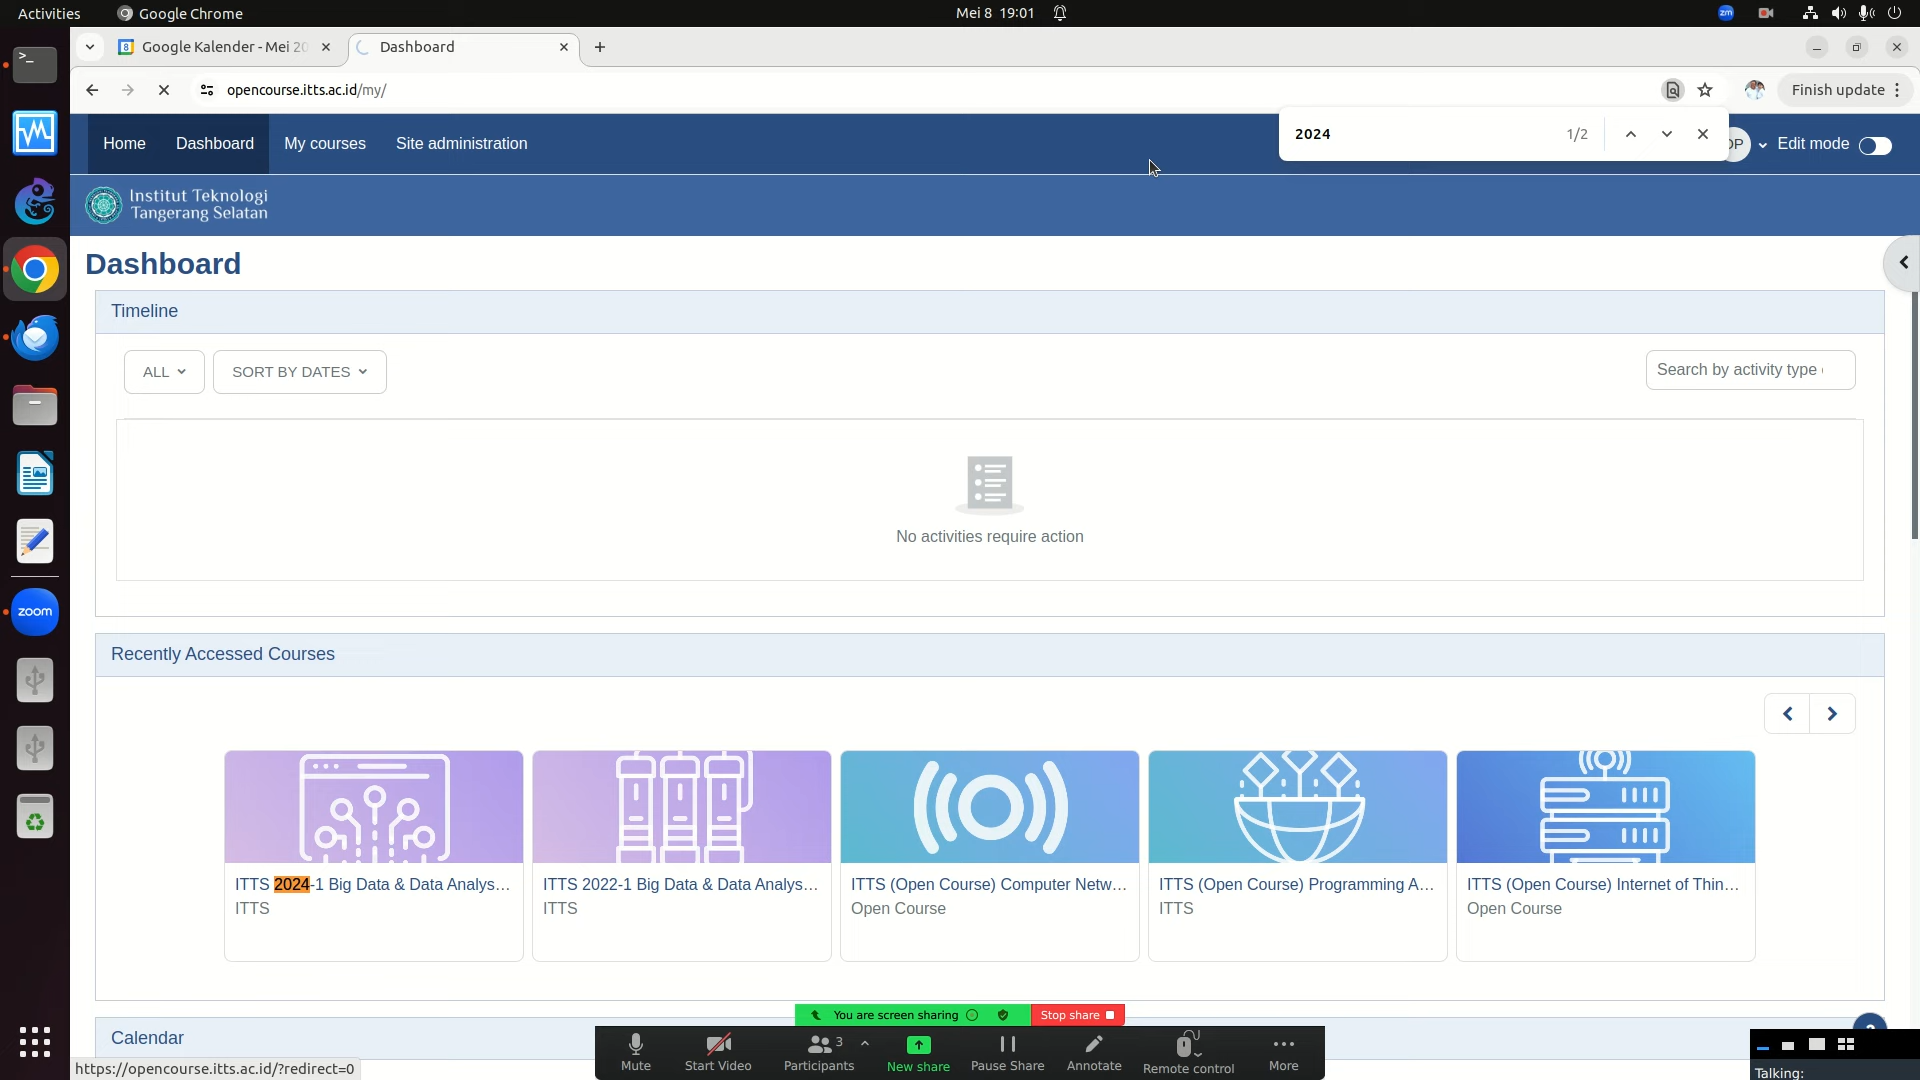 Activities
Google Chrome
Mei 8 19:01
zm
Google Kalender - Mei 20
Dashboard
opencourse.itts.ac.id/my/
Finish update
Home
Dashboard
My courses
Site administration
2024
1/2
Edit mode
Institut Teknologi
Tangerang Selatan
Dashboard
Timeline
ALL
SORT BY DATES
Search by activity type
No activities require action
zoom
Recently Accessed Courses
ITTS 2024-1 Big Data & Data Analys...
ITTS
ITTS 2022-1 Big Data & Data Analys...
ITTS
ITTS (Open Course) Computer Netw...
Open Course
ITTS (Open Course) Programming A...
ITTS
ITTS (Open Course) Internet of Thin...
Open Course
You are screen sharing
Stop share
Calendar
3
Mute
Start Video
Participants
New share
Pause Share
Annotate
Remote control
More
https://opencourse.itts.ac.id/?redirect=0
Talking: